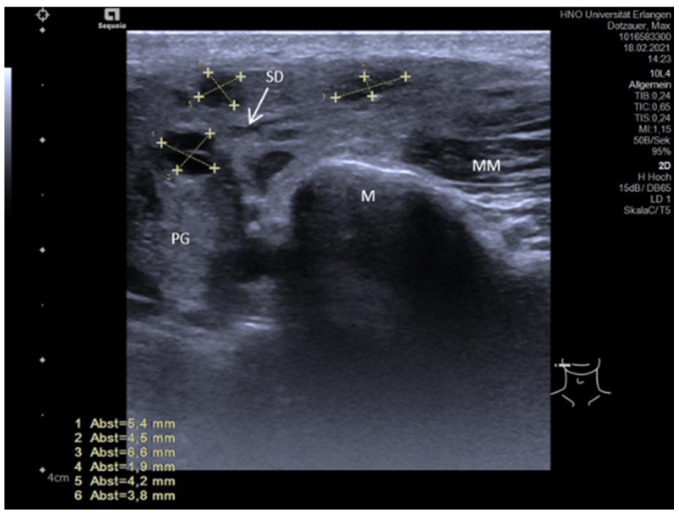 Sequoia
HNO Universität Erlangen
Dotzauer, Max
1016583300
18.02.2021
14:23
10L4
Allgemein
TIB:0,24
TIC:0,65
TIS:0,24
MI:1,15
50B/Sek
95%
2D
H Hoch
15dB/ DB65
LD 1
SkalaC/T5
SD
MM
M
PG
1 Abst=5,4 mm
2 Abst=4,5 mm
3 Abst=6,6 mm
4 Abst=1,9 mm
5 Abst=4,2 mm
6 Abst=3,8 mm
4cm